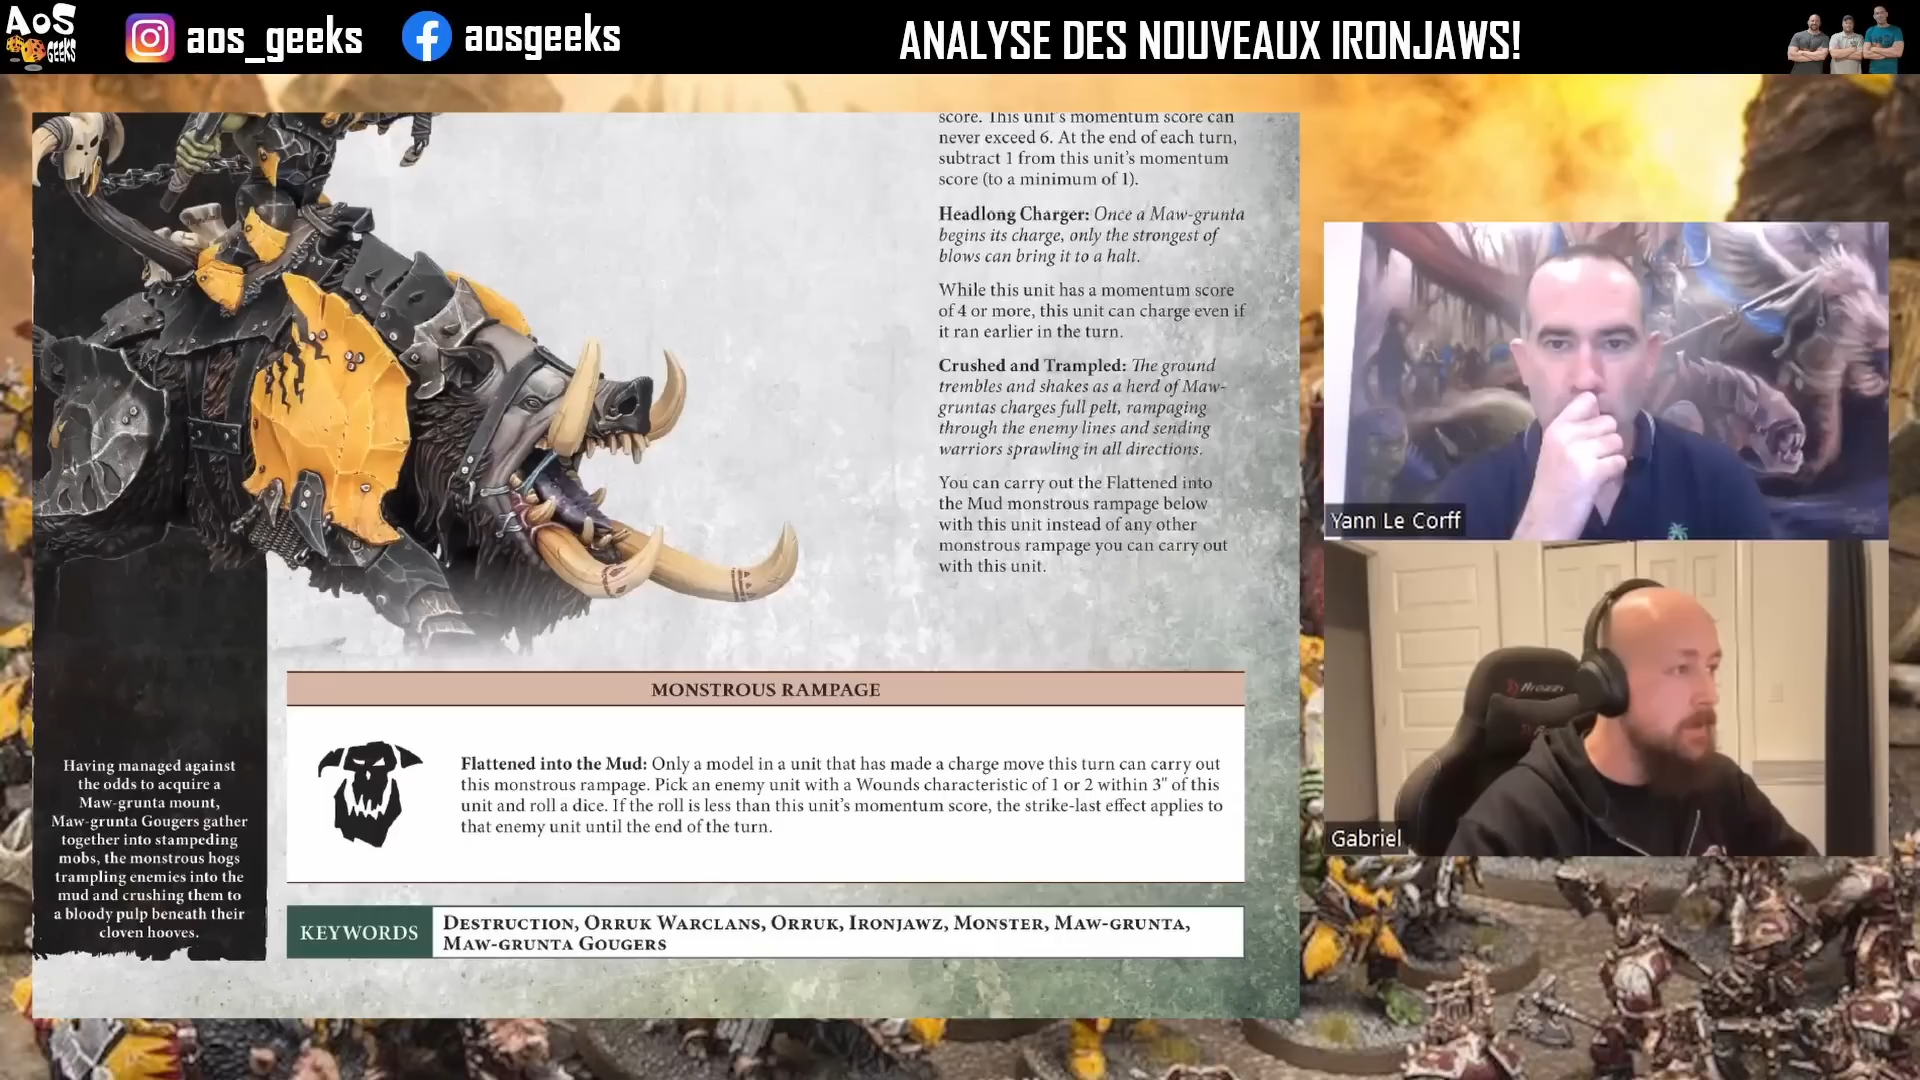 AoS
GEEKS
aos_geeks
aosgeeks
ANALYSE DES NOUVEAUX IRONJAWS!
score. This unit's momentum score can
never exceed 6. At the end of each turn,
subtract 1 from this unit's momentum
score (to a minimum of 1).
Headlong Charger: Once a Maw-grunta
begins its charge, only the strongest of
blows can bring it to a halt.
While this unit has a momentum score
of 4 or more, this unit can charge even if
it ran earlier in the turn.
Crushed and Trampled: The ground
trembles and shakes as a herd of Maw-
gruntas charges full pelt, rampaging
through the enemy lines and sending
warriors sprawling in all directions.
You can carry out the Flattened into
the Mud monstrous rampage below
with this unit instead of any other
monstrous rampage you can carry out
with this unit.
MONSTROUS RAMPAGE
Flattened into the Mud: Only a model in a unit that has made a charge move this turn can carry out
this monstrous rampage. Pick an enemy unit with a Wounds characteristic of 1 or 2 within 3" of this
unit and roll a dice. If the roll is less than this unit's momentum score, the strike-last effect applies to
that enemy unit until the end of the turn.
Having managed against
the odds to acquire a
Maw-grunta mount,
Maw-grunta Gougers gather
together into stampeding
mobs, the monstrous hogs
trampling enemies into the
mud and crushing them to
a bloody pulp beneath their
cloven hooves.
KEYWORDS
DESTRUCTION, ORRUK WARCLANS, ORRUK, IRONJAWZ, MONSTER, MAW-GRUNTA,
MAW-GRUNTA GOUGERS
Yann Le Corff
Arozzi
Gabriel